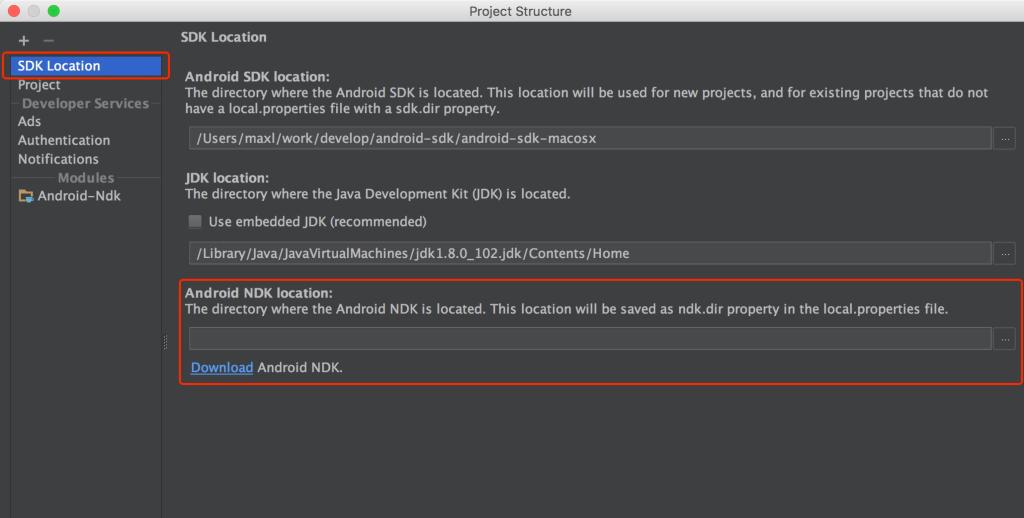 Project Structure
+ −
SDK Location
Project
Developer Services
Ads
Authentication
Notifications
Modules
Android-Ndk
SDK Location
Android SDK location:
The directory where the Android SDK is located. This location will be used for new projects, and for existing projects that do not
have a local.properties file with a sdk.dir property.
/Users/maxl/work/develop/android-sdk/android-sdk-macosx
...
JDK location:
The directory where the Java Development Kit (JDK) is located.
Use embedded JDK (recommended)
/Library/Java/JavaVirtualMachines/jdk1.8.0_102.jdk/Contents/Home
...
Android NDK location:
The directory where the Android NDK is located. This location will be saved as ndk.dir property in the local.properties file.
...
Download Android NDK.